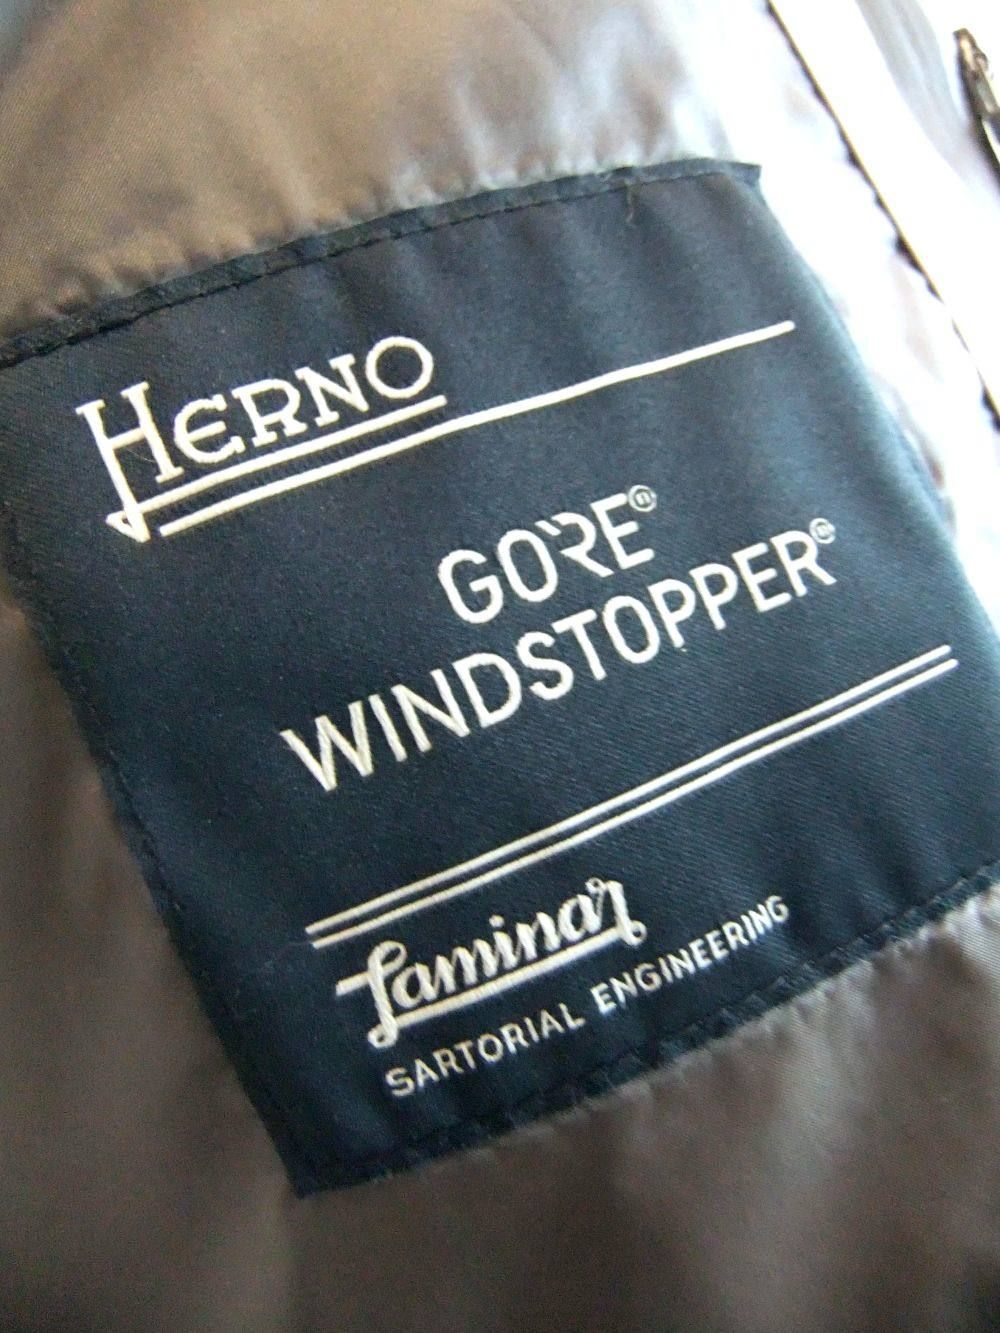 HERNO
GORE®
WINDSTOPPER®
Laminar
SARTORIAL ENGINEERING